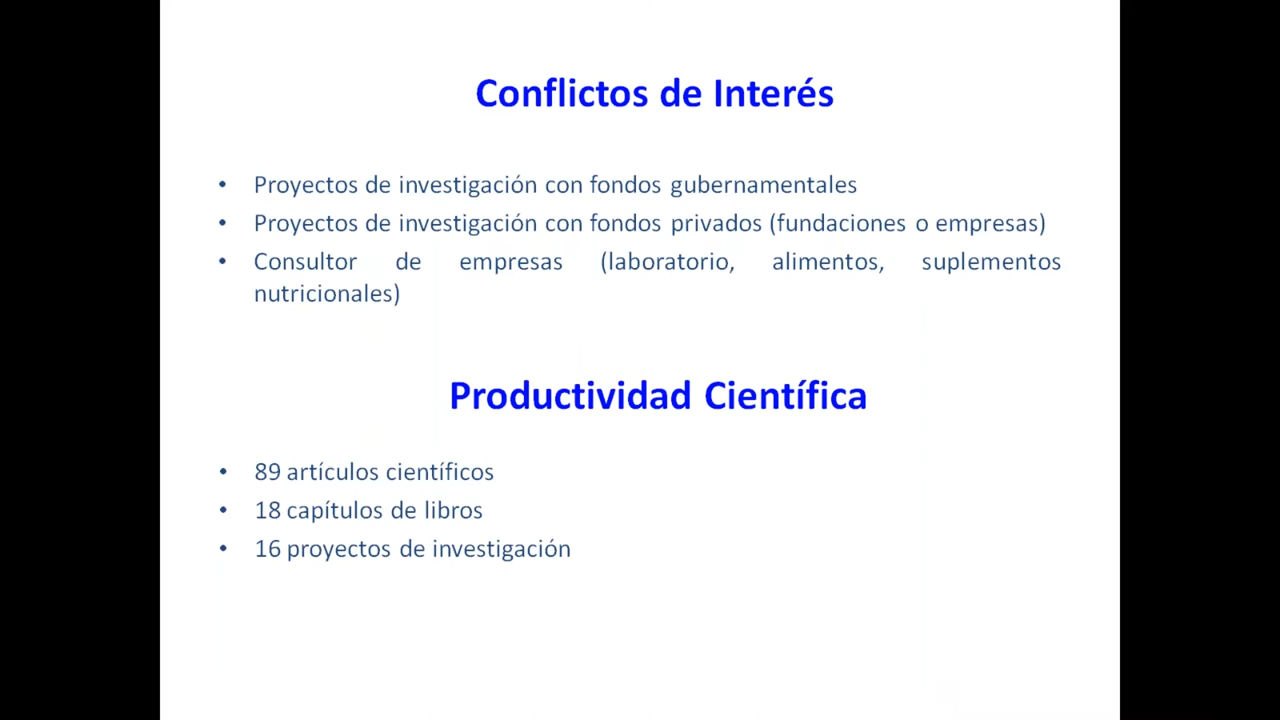 Conflictos de Interés
• Proyectos de investigación con fondos gubernamentales
• Proyectos de investigación con fondos privados (fundaciones o empresas)
• Consultor de empresas (laboratorio, alimentos, suplementos
nutricionales)
Productividad Científica
• 89 artículos científicos
• 18 capítulos de libros
• 16 proyectos de investigación